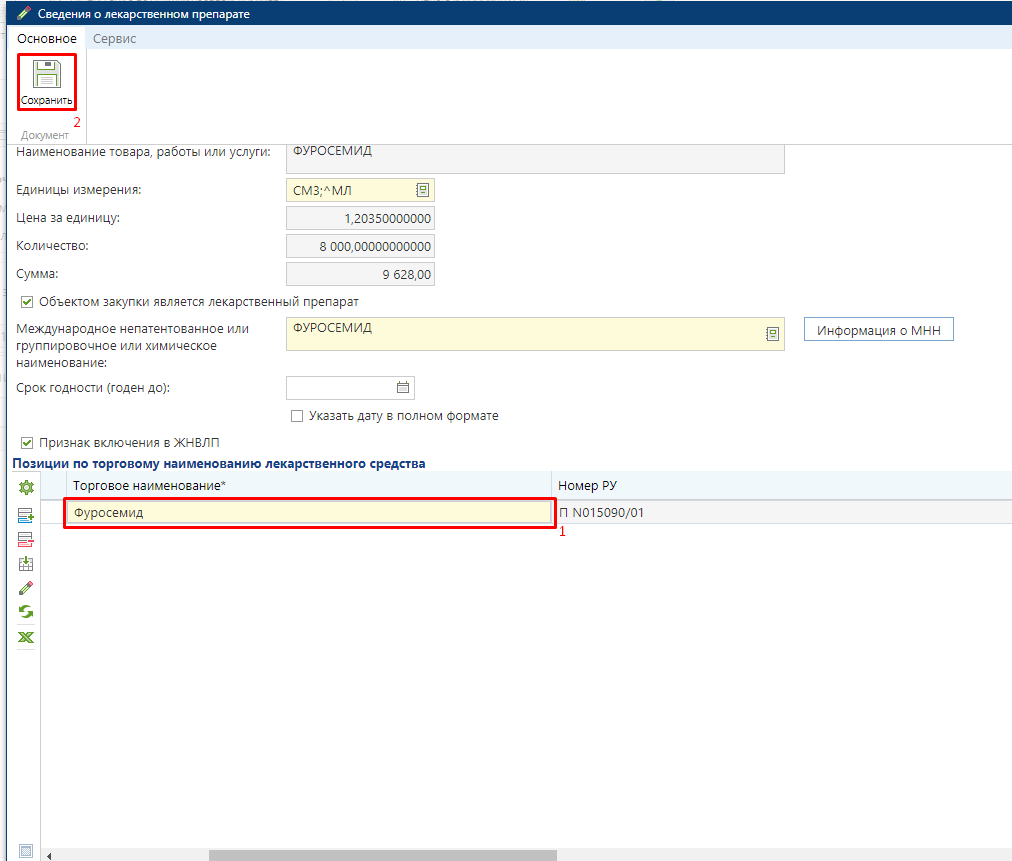 Сведения о лекарственном препарате
Основное Сервис
Сохранить
2
Документ
Наименование товара, работы или услуги: ФУРОСЕМИД
Единицы измерения: СМ3;^МЛ
Цена за единицу: 1,20350000000
Количество: 8 000,00000000000
Сумма: 9 628,00
Объектом закупки является лекарственный препарат
Международное непатентованное или
группировочное или химическое
наименование:
ФУРОСЕМИД
Информация о МНН
Срок годности (годен до):
Указать дату в полном формате
Признак включения в ЖНВЛП
Позиции по торговому наименованию лекарственного средства
Торговое наименование* Номер РУ
Фуросемид П N015090/01
1